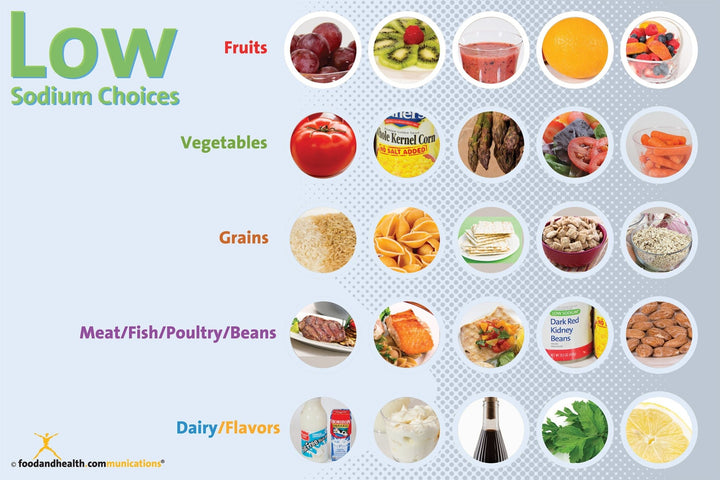 Low
Sodium Choices
Fruits
Vegetables
Whole Kernel Corn
NO SALT ADDED
Grains
Meat/Fish/Poultry/Beans
LOW SODIUM
Dark Red
Kidney
Beans
Dairy/Flavors
© foodandhealth.communications®